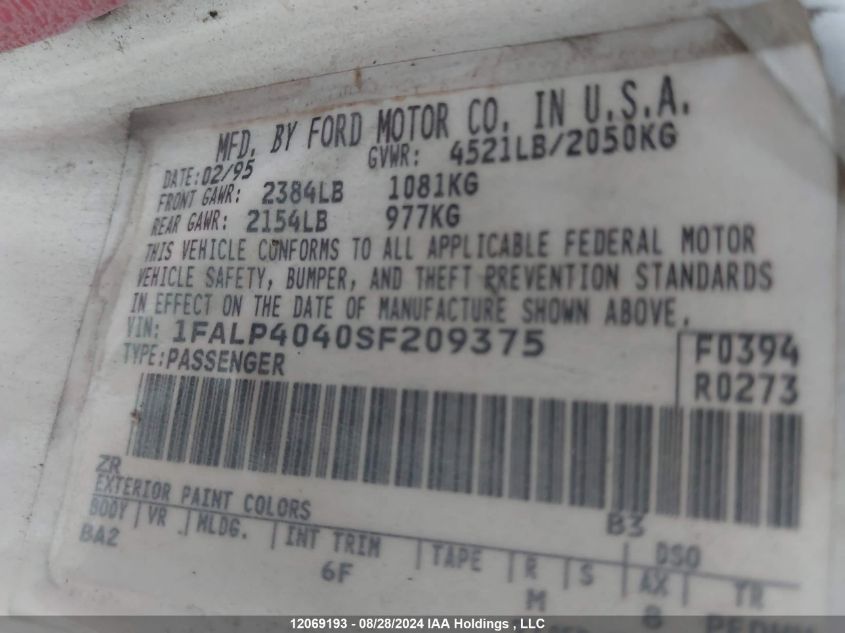 MFD. BY FORD MOTOR CO. IN U.S.A.
DATE:02/95 GVWR: 4521LB/2050KG
FRONT GAWR: 2384LB 1081KG
REAR GAWR: 2154LB 977KG
THIS VEHICLE CONFORMS TO ALL APPLICABLE FEDERAL MOTOR
VEHICLE SAFETY, BUMPER, AND THEFT PREVENTION STANDARDS
IN EFFECT ON THE DATE OF MANUFACTURE SHOWN ABOVE.
VIN: 1FALP4040SF209375 F0394
TYPE:PASSENGER R0273
ZR B3
EXTERIOR PAINT COLORS DSO
BODY VR MLDG. INT TRIM TAPE R S AX TR
BA2 6F M 8
12069193 - 08/28/2024 IAA Holdings , LLC